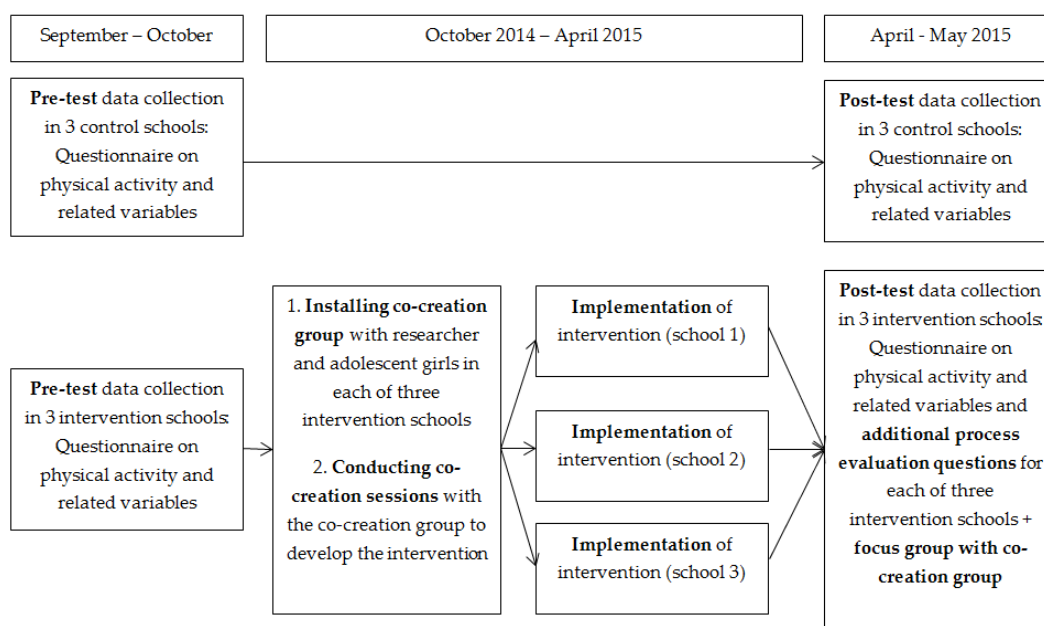 September – October
October 2014 – April 2015
April - May 2015
Pre-test data collection
in 3 control schools:
Questionnaire on
physical activity and
related variables
Post-test data collection
in 3 control schools:
Questionnaire on
physical activity and
related variables
Pre-test data collection
in 3 intervention schools:
Questionnaire on
physical activity and
related variables
1. Installing co-creation
group with researcher
and adolescent girls in
each of three
intervention schools
2. Conducting co-
creation sessions with
the co-creation group to
develop the intervention
Implementation of
intervention (school 1)
Implementation of
intervention (school 2)
Implementation of
intervention (school 3)
Post-test data collection
in 3 intervention schools:
Questionnaire on
physical activity and
related variables and
additional process
evaluation questions for
each of three
intervention schools +
focus group with co-
creation group